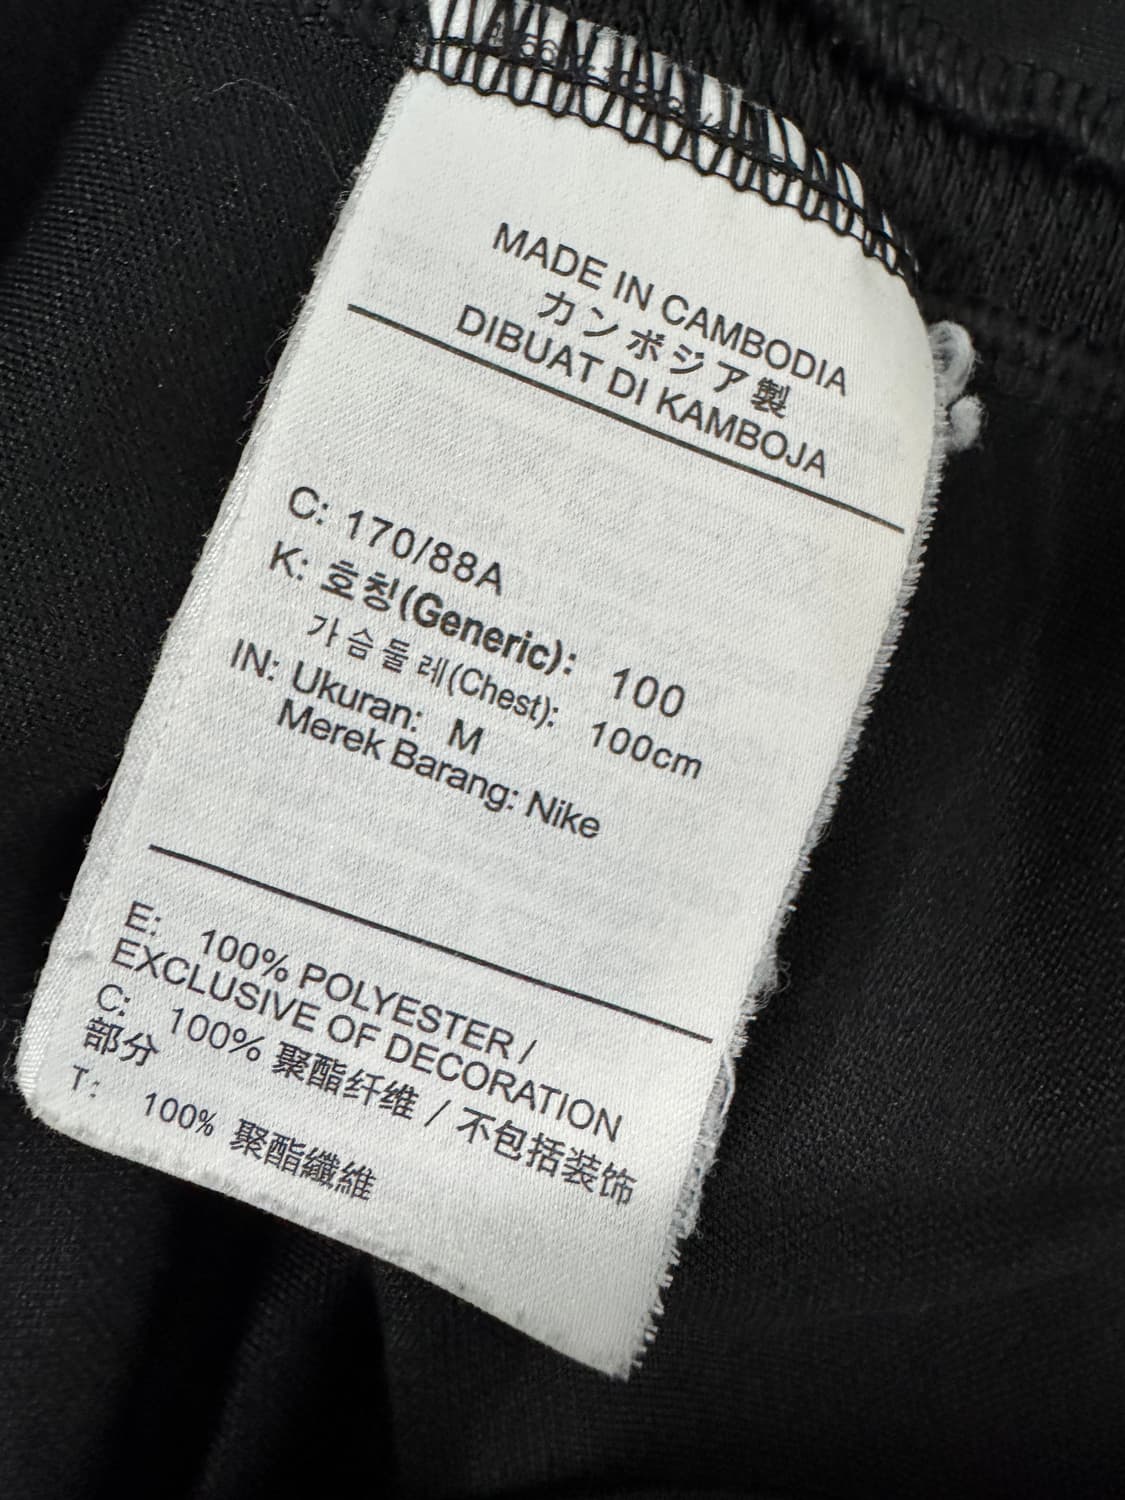 MADE IN CAMBODIA
カンボジア製
DIBUAT DI KAMBOJA
C: 170/88A
K: 호칭(Generic): 100
가슴둘레(Chest): 100cm
IN: Ukuran: M
Merek Barang: Nike
E: 100% POLYESTER /
EXCLUSIVE OF DECORATION
C: 100% 聚酯纤维 / 不包括装饰
部分
T: 100% 聚酯纖維